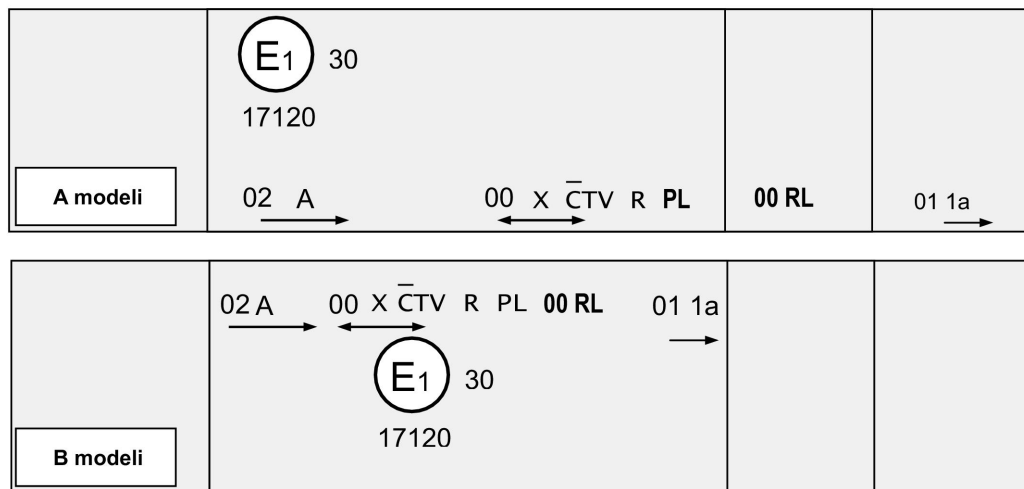 E1 30
17120
A modeli
02 A 00 X C̅TV R PL 00 RL 01 1a
02 A 00 X C̅TV R PL 00 RL 01 1a
E1 30
17120
B modeli